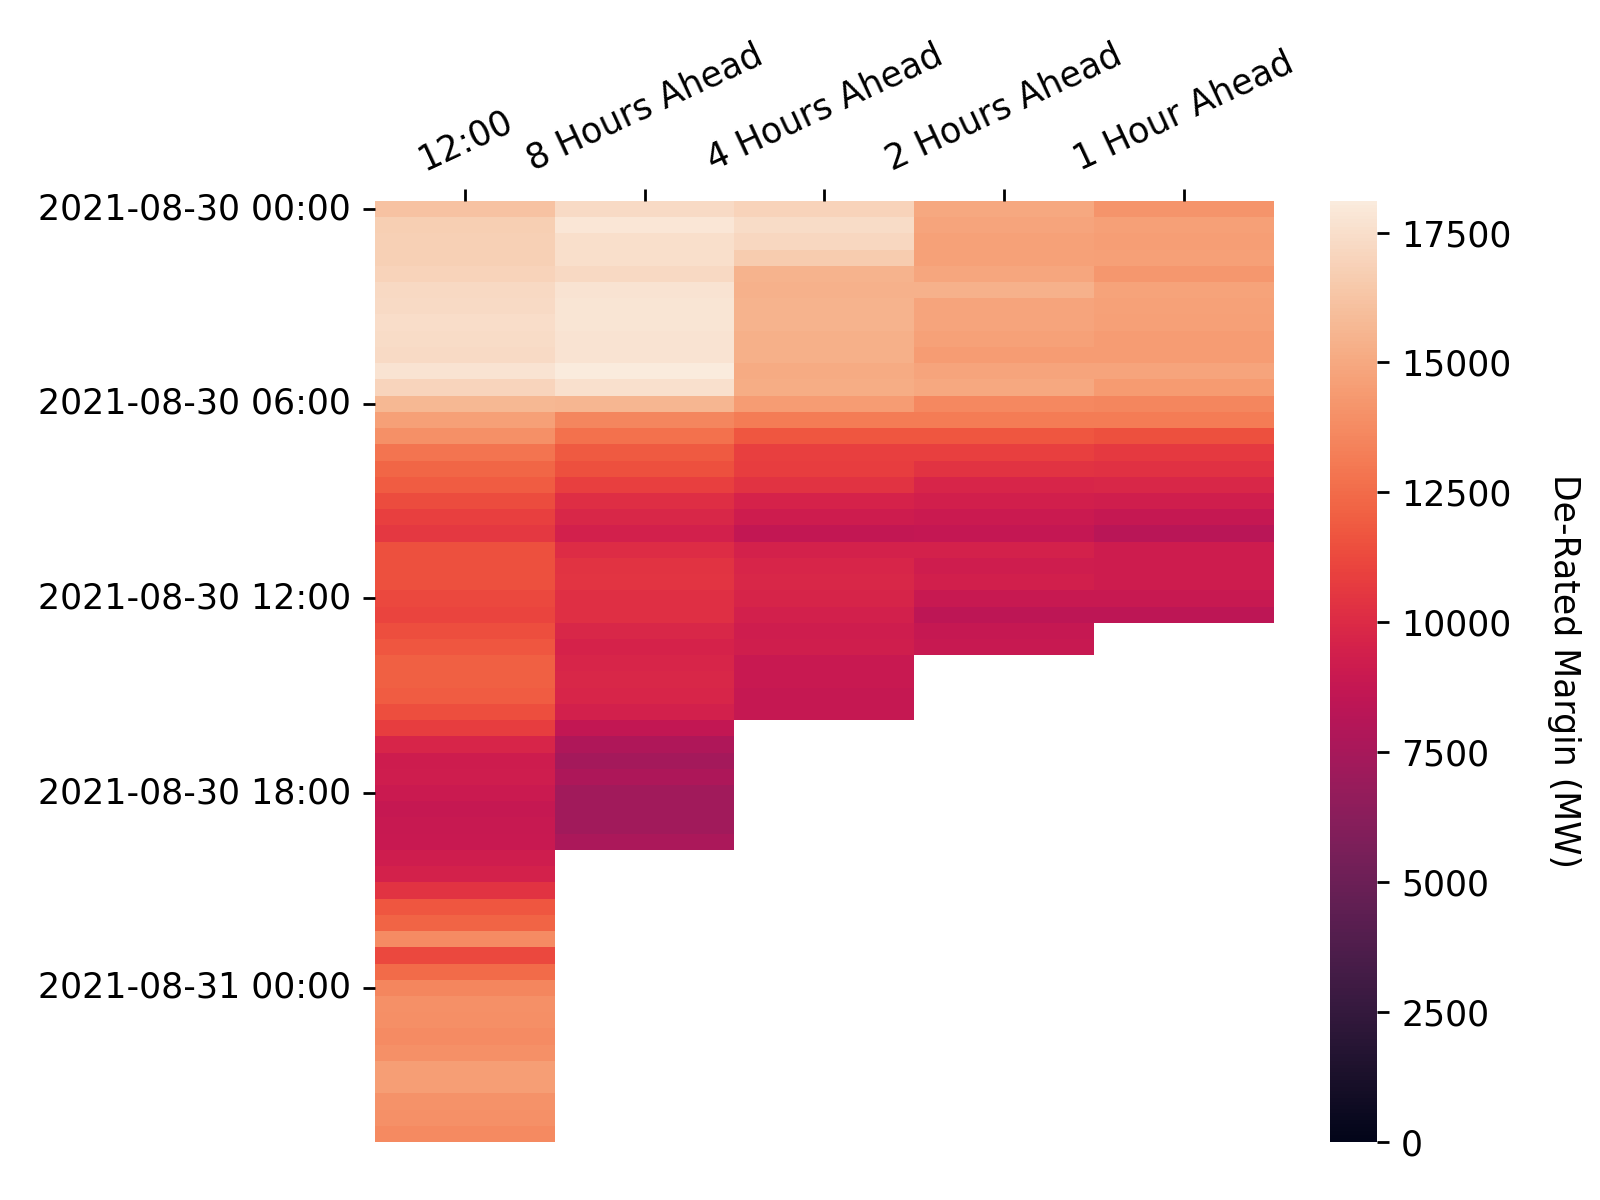 12:00
8 Hours Ahead
4 Hours Ahead
2 Hours Ahead
1 Hour Ahead
2021-08-30 00:00
2021-08-30 06:00
2021-08-30 12:00
2021-08-30 18:00
2021-08-31 00:00
17500
15000
12500
10000
7500
5000
2500
0
De-Rated Margin (MW)